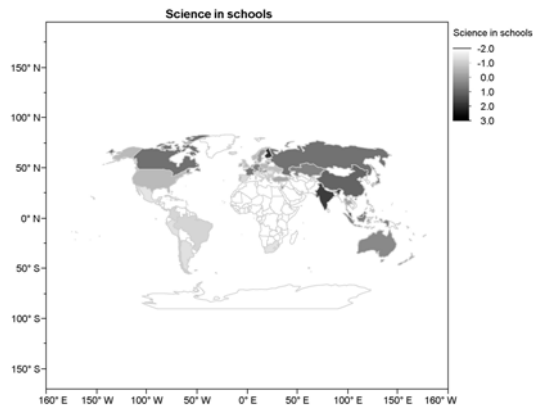 Science in schools
Science in schools
-2.0
-1.0
0.0
1.0
2.0
3.0
150° N
100° N
50° N
0° N
50° S
100° S
150° S
160° E 150° W 100° W 50° W 0° E 50° E 100° E 150° E 160° W